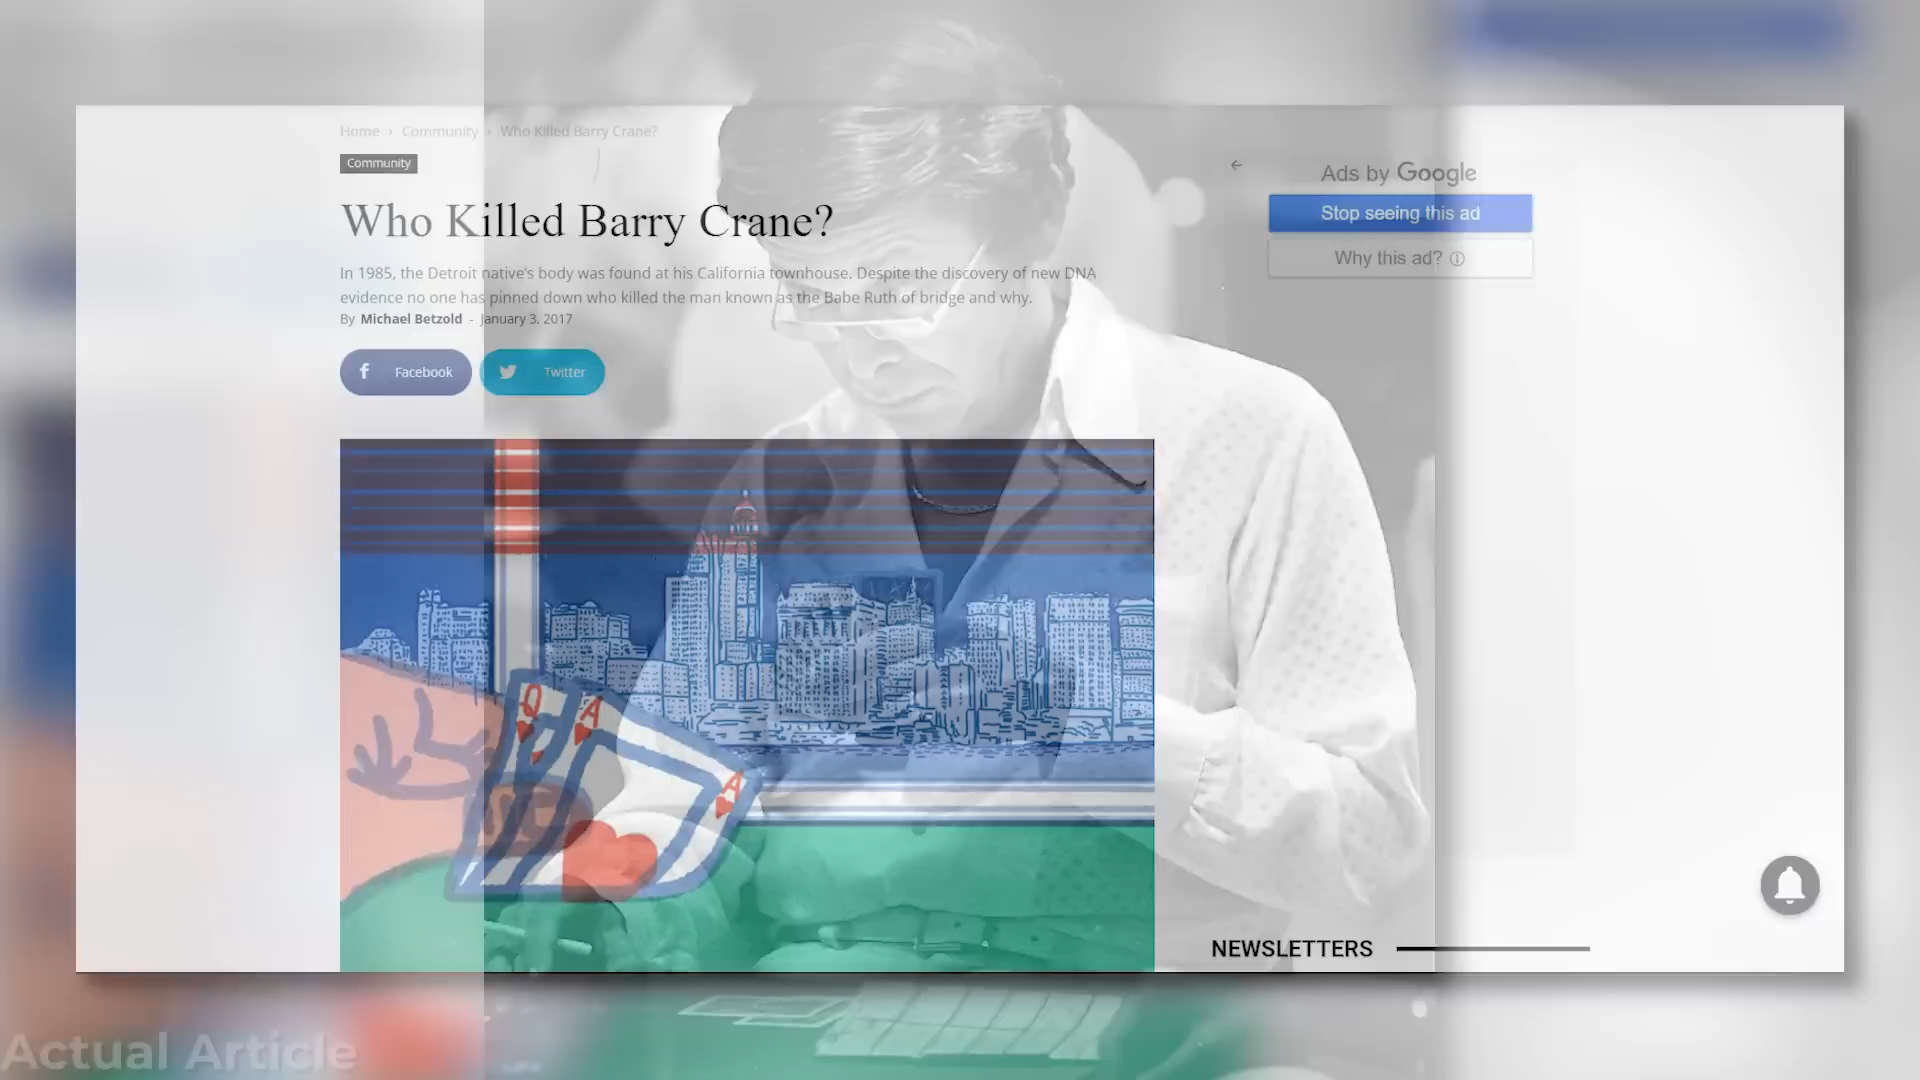 Home › Community › Who Killed Barry Crane?
Community
Who Killed Barry Crane?
In 1985, the Detroit native's body was found at his California townhouse. Despite the discovery of new DNA
evidence no one has pinned down who killed the man known as the Babe Ruth of bridge and why.
By Michael Betzold - January 3, 2017
Facebook
Twitter
Ads by Google
Stop seeing this ad
Why this ad?
Q
A
A
NEWSLETTERS
Actual Article